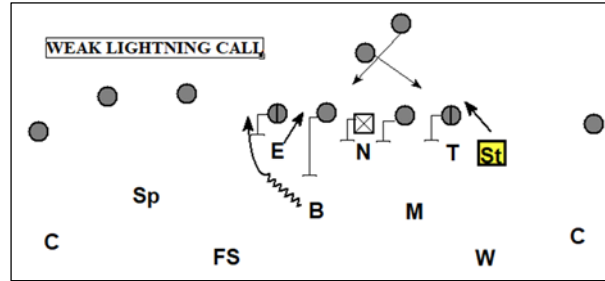 WEAK LIGHTNING CALL
E N T St
Sp B M
C FS W C